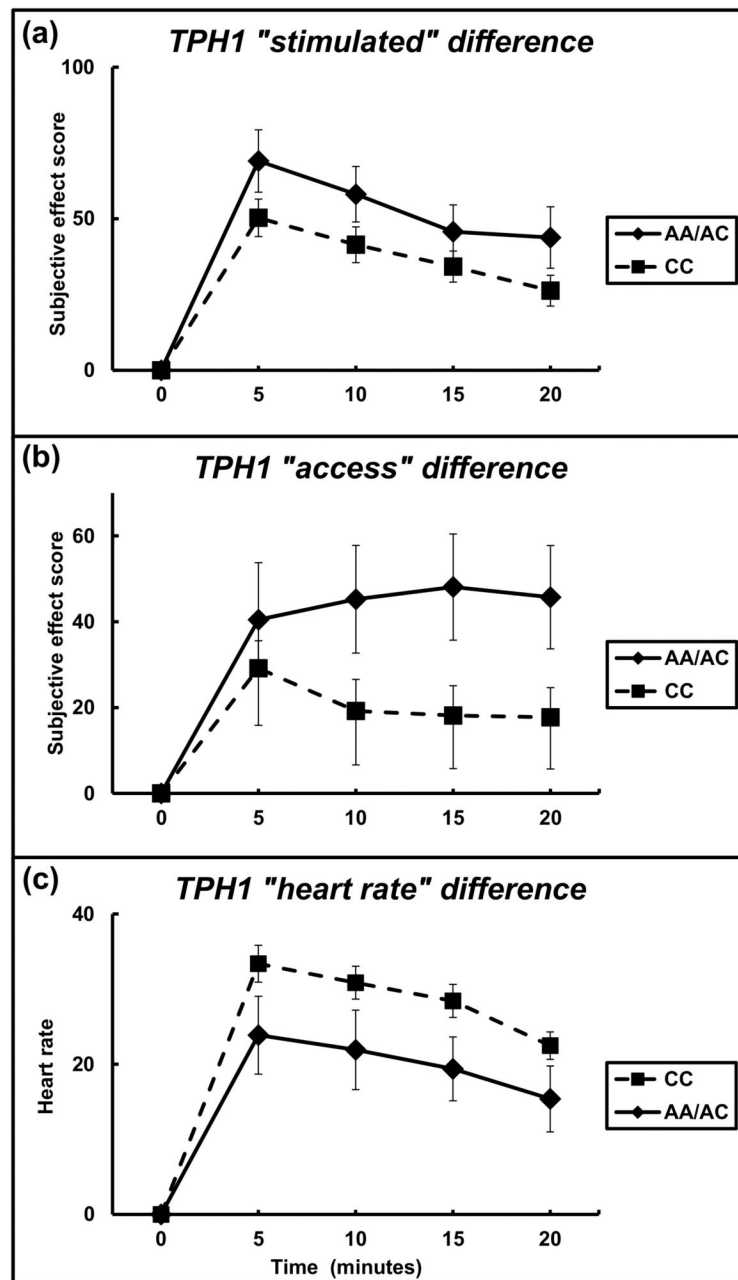 (a)
TPH1 "stimulated" difference
Subjective effect score
100
50
0
0 5 10 15 20
AA/AC
CC
(b)
TPH1 "access" difference
Subjective effect score
60
40
20
0
0 5 10 15 20
AA/AC
CC
(c)
TPH1 "heart rate" difference
Heart rate
40
20
0
0 5 10 15 20
Time (minutes)
CC
AA/AC